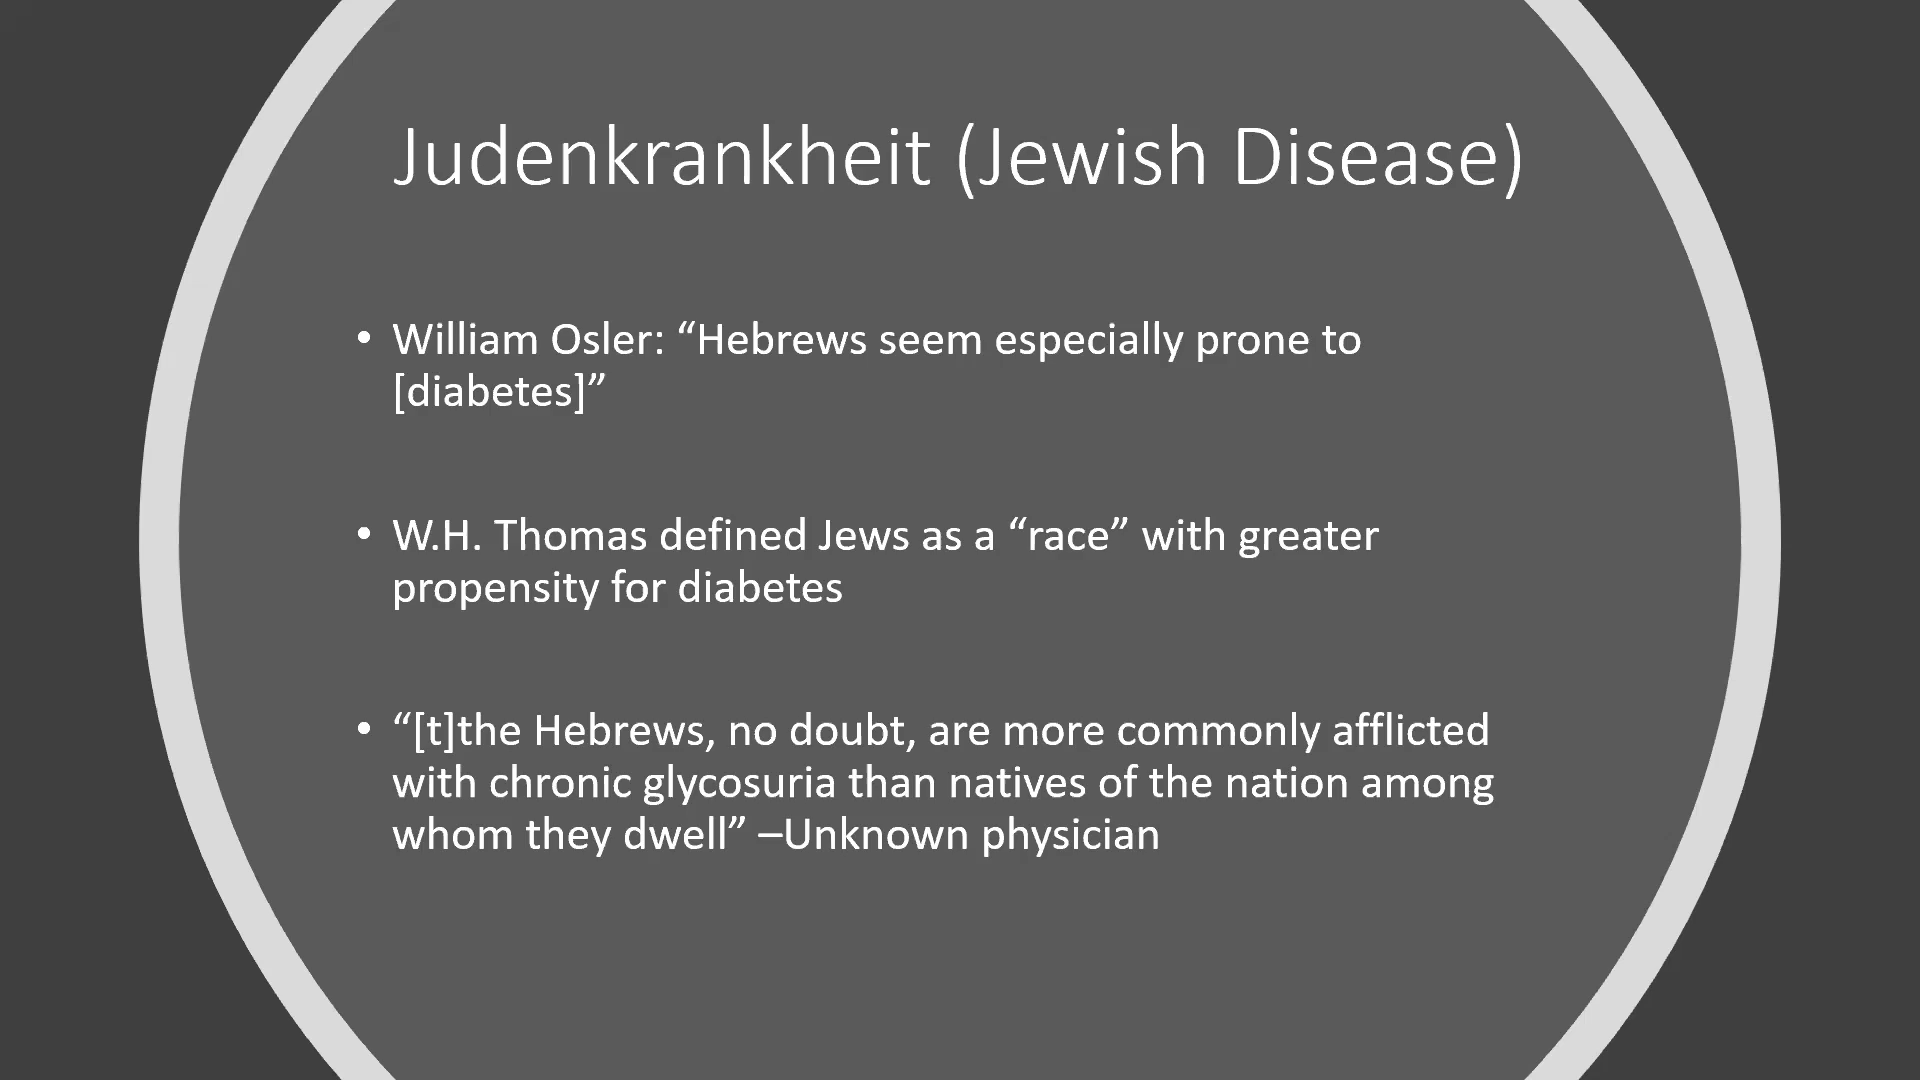 Judenkrankheit (Jewish Disease)
• William Osler: “Hebrews seem especially prone to
[diabetes]”
• W.H. Thomas defined Jews as a “race” with greater
propensity for diabetes
• “[t]the Hebrews, no doubt, are more commonly afflicted
with chronic glycosuria than natives of the nation among
whom they dwell” –Unknown physician